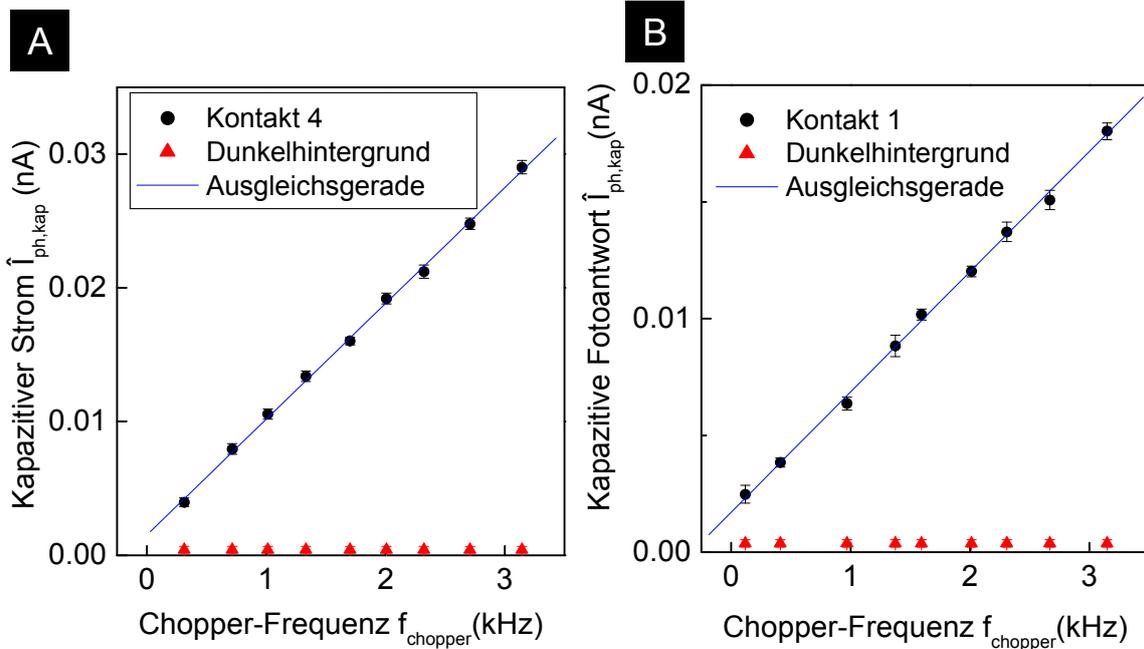 A
Kapazitiver Strom Î_ph,kap (nA)
0.03
0.02
0.01
0.00
Kontakt 4
Dunkelhintergrund
Ausgleichsgerade
0 1 2 3
Chopper-Frequenz f_chopper(kHz)
B
Kapazitive Fotoantwort Î_ph,kap(nA)
0.02
0.01
0.00
Kontakt 1
Dunkelhintergrund
Ausgleichsgerade
0 1 2 3
Chopper-Frequenz f_chopper(kHz)